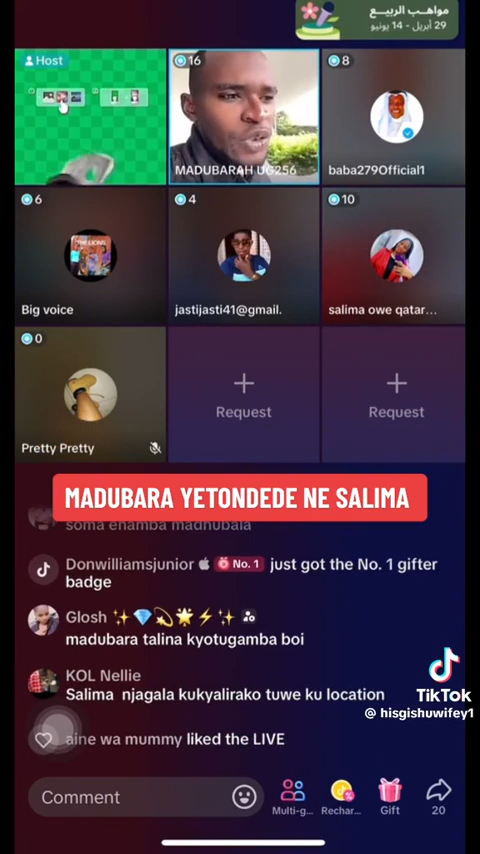 مواهب الربيع
29 أبريل - 14 يونيو
Host
16
8
MADUBARAH UG256
baba279Official1
6
4
10
THE LIONS
Big voice
jastijasti41@gmail.
salima owe qatar...
0
Request
Request
Pretty Pretty
MADUBARA YETONDEDE NE SALIMA
soma enamba madhubala
Donwilliamsjunior No. 1 just got the No. 1 gifter
badge
Glosh ✨💎💫🌟⚡✨
madubara talina kyotugamba boi
KOL Nellie
Salima njagala kukyalirako tuwe ku location
TikTok
@ hisgishuwifey1
aine wa mummy liked the LIVE
Comment
Multi-g...
Rechar...
Gift
20